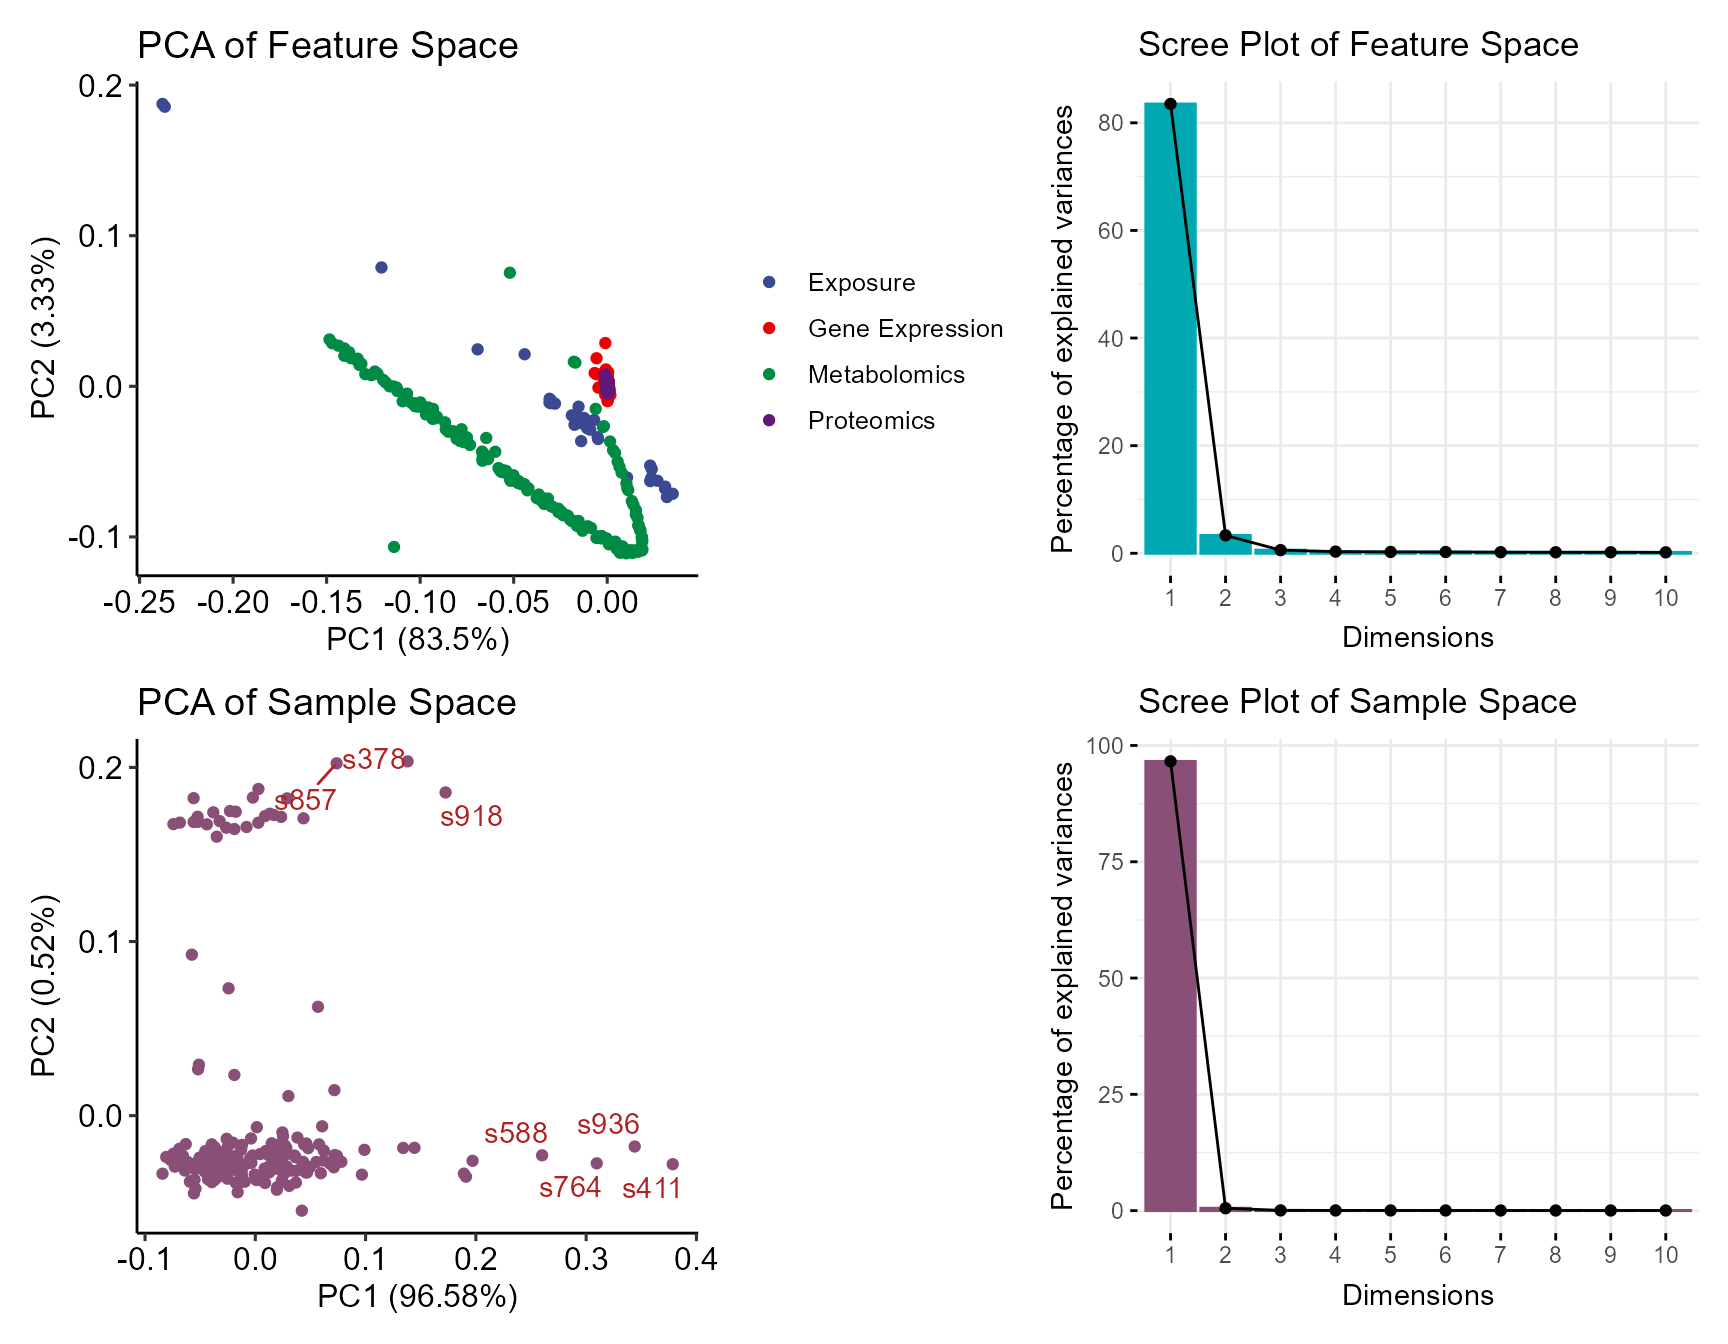 PCA of Feature Space
0.2
0.1
0.0
-0.1
PC2 (3.33%)
-0.25 -0.20 -0.15 -0.10 -0.05 0.00
PC1 (83.5%)
Exposure
Gene Expression
Metabolomics
Proteomics
Scree Plot of Feature Space
80
60
40
20
0
Percentage of explained variances
1 2 3 4 5 6 7 8 9 10
Dimensions
PCA of Sample Space
0.2
0.1
0.0
PC2 (0.52%)
s378
s857
s918
s588
s936
s764
s411
-0.1 0.0 0.1 0.2 0.3 0.4
PC1 (96.58%)
Scree Plot of Sample Space
100
75
50
25
0
Percentage of explained variances
1 2 3 4 5 6 7 8 9 10
Dimensions